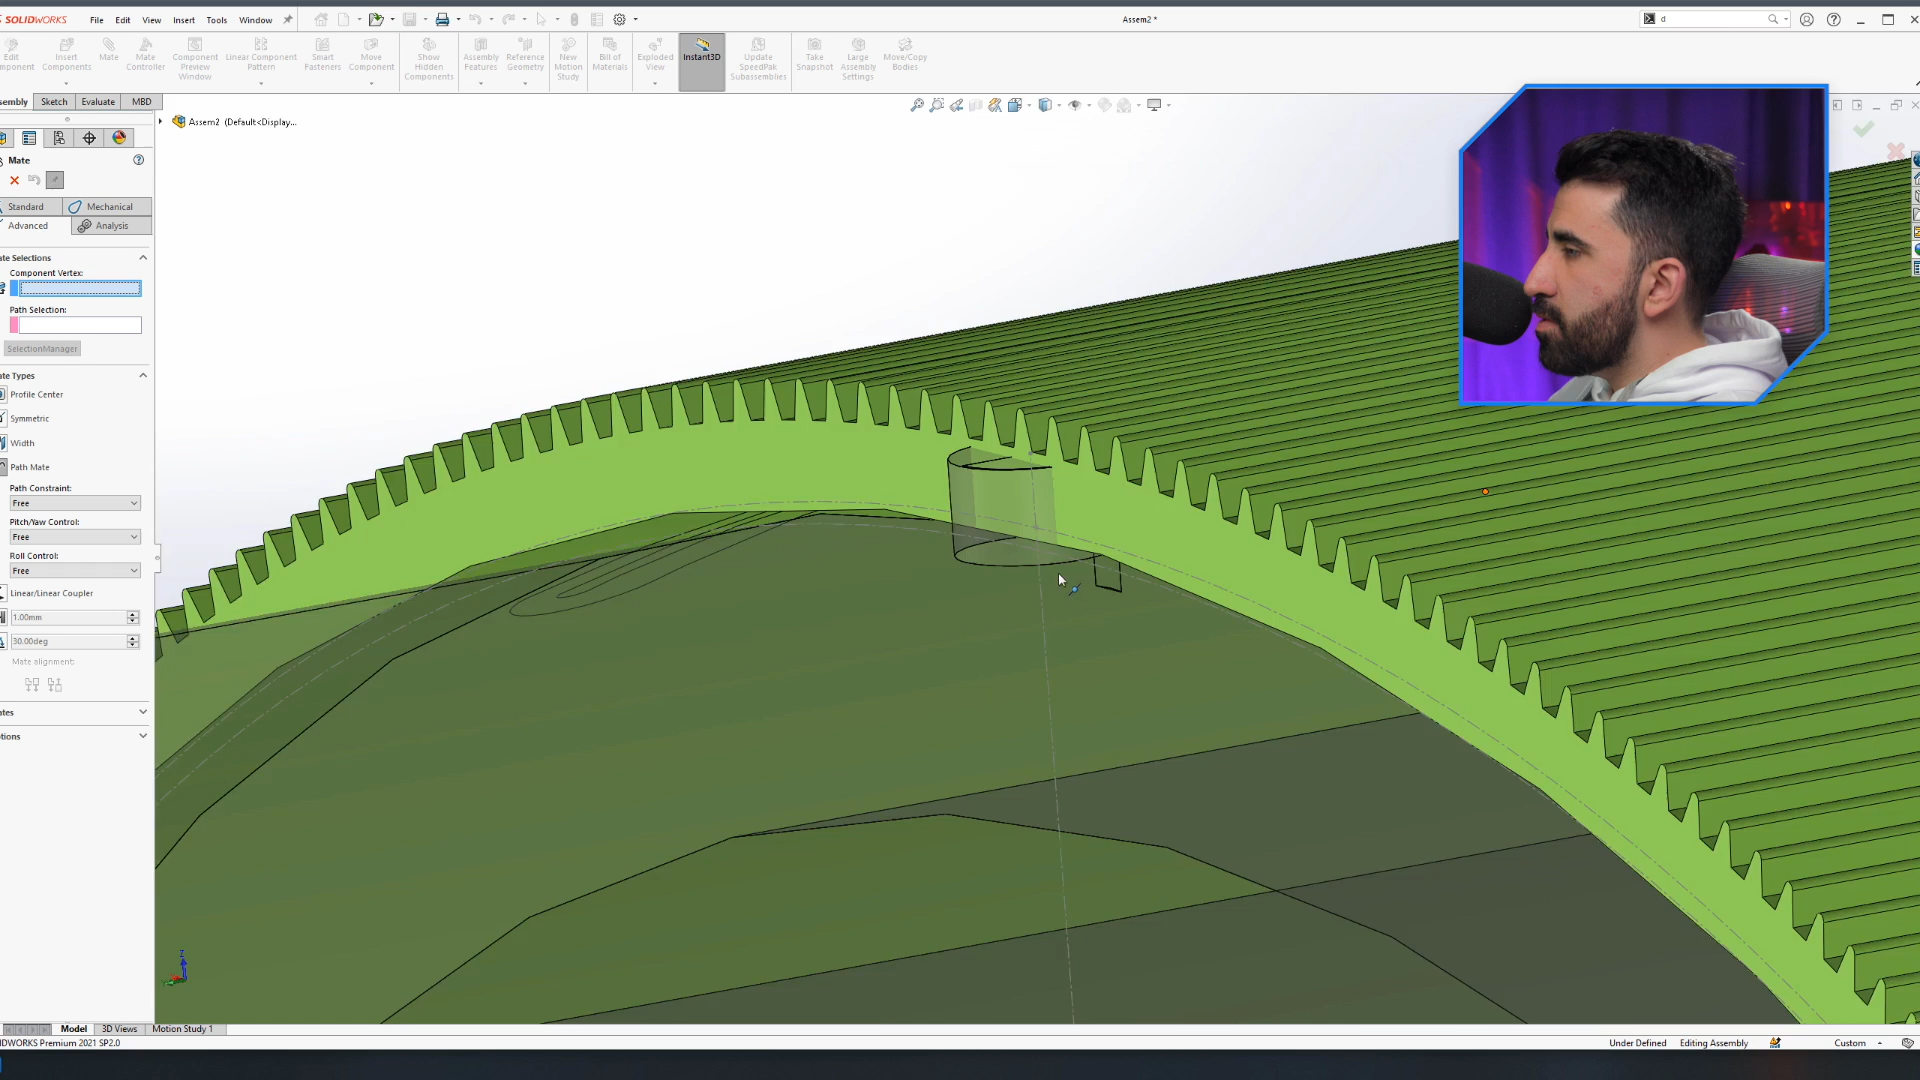 SOLIDWORKS File Edit View Insert Tools Window Assem2 * d
Edit Component
Insert Components
Mate
Mate Controller
Component Preview Window
Linear Component Pattern
Smart Fasteners
Move Component
Show Hidden Components
Assembly Features
Reference Geometry
New Motion Study
Bill of Materials
Exploded View
Instant3D
Update SpeedPak Subassemblies
Take Snapshot
Large Assembly Settings
Move/Copy Bodies
sembly Sketch Evaluate MBD
Assem2 (Default<Display...
Mate
Standard Mechanical
Advanced Analysis
ate Selections
Component Vertex:
Path Selection:
SelectionManager
ate Types
Profile Center
Symmetric
Width
Path Mate
Path Constraint:
Free
Pitch/Yaw Control:
Free
Roll Control:
Free
Linear/Linear Coupler
1.00mm
30.00deg
Mate alignment:
ates
ptions
Z
Model 3D Views Motion Study 1
LIDWORKS Premium 2021 SP2.0 Under Defined Editing Assembly Custom